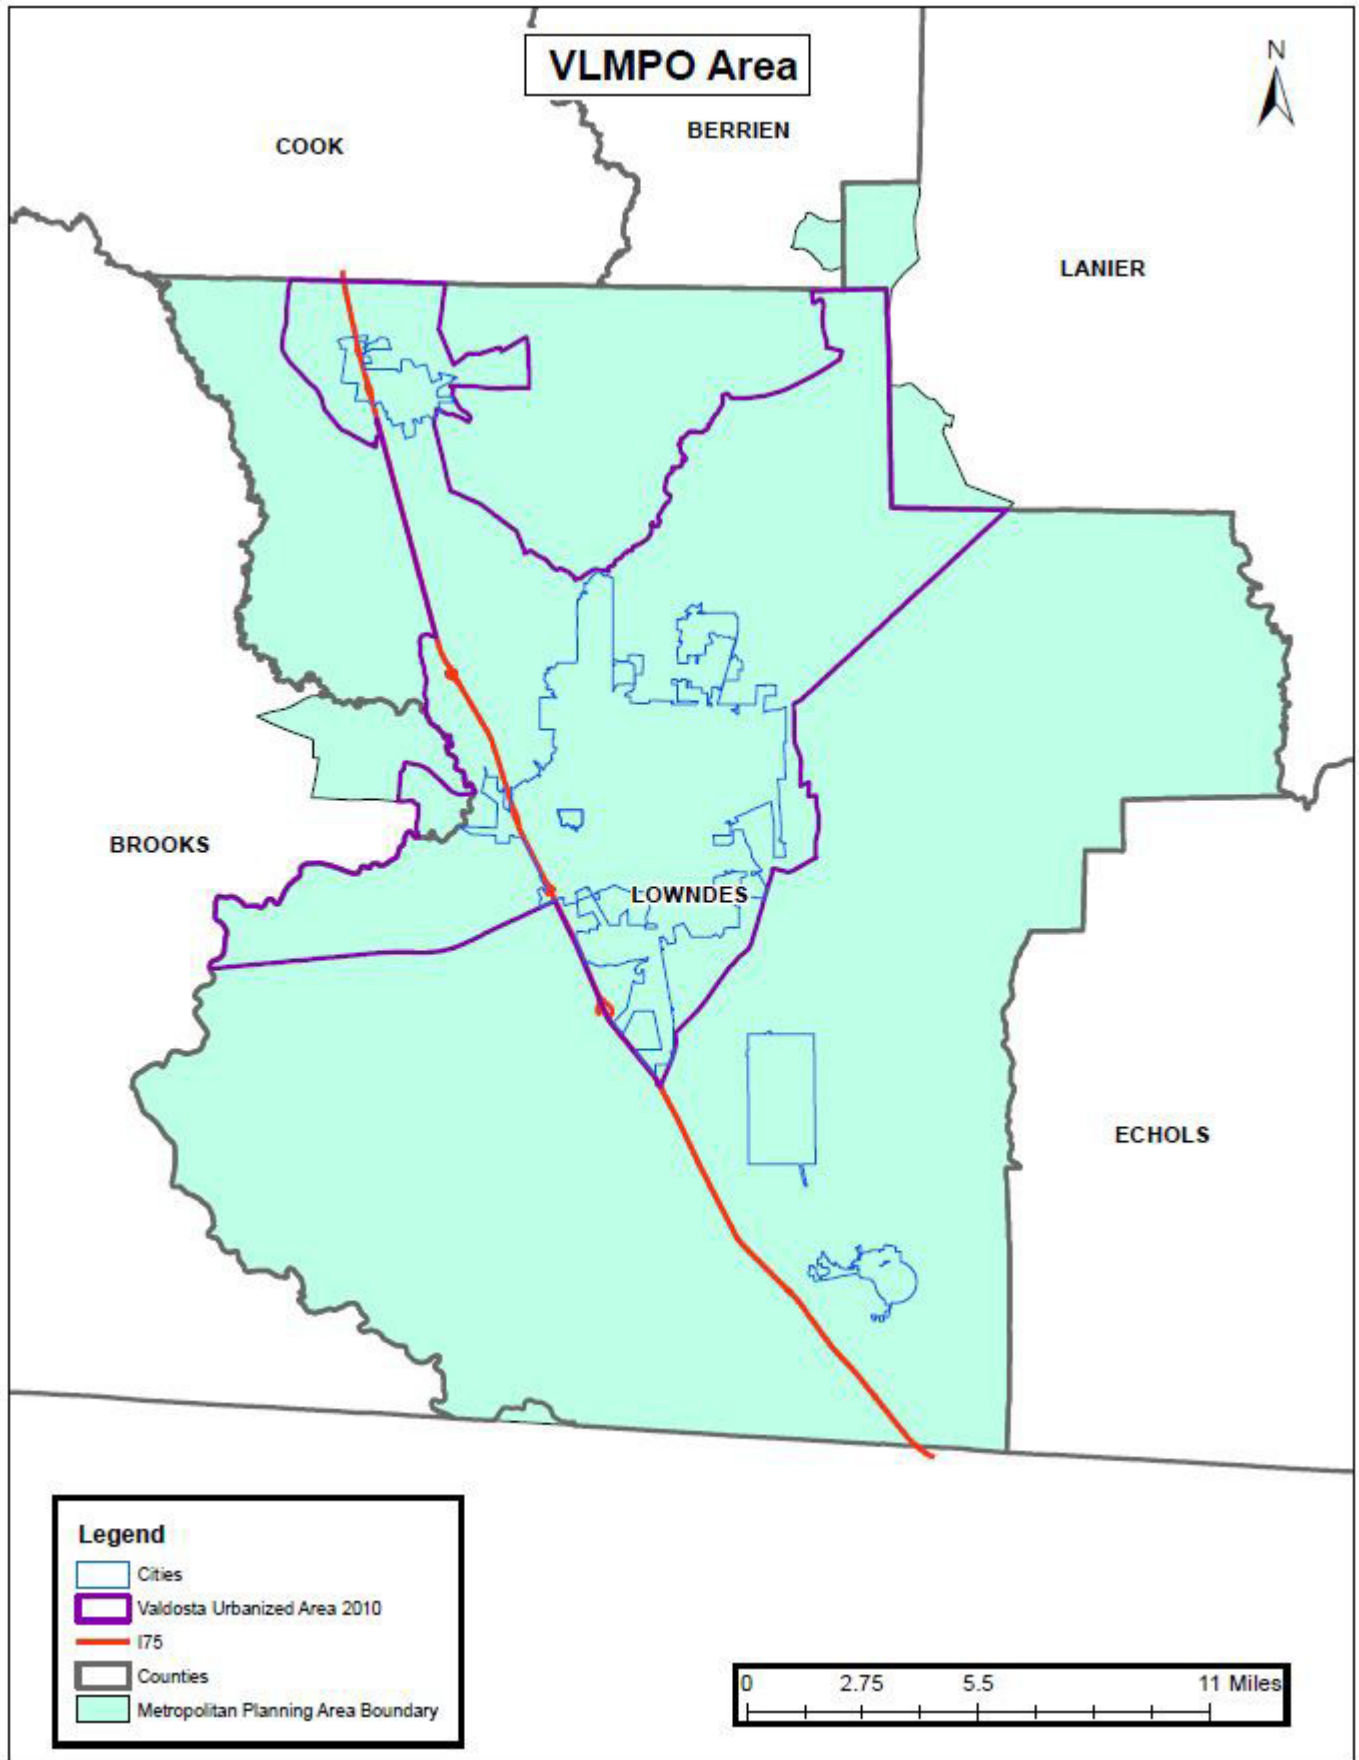 VLMPO Area
N
COOK
BERRIEN
LANIER
BROOKS
LOWNDES
ECHOLS
Legend
Cities
Valdosta Urbanized Area 2010
I75
Counties
Metropolitan Planning Area Boundary
0 2.75 5.5 11 Miles